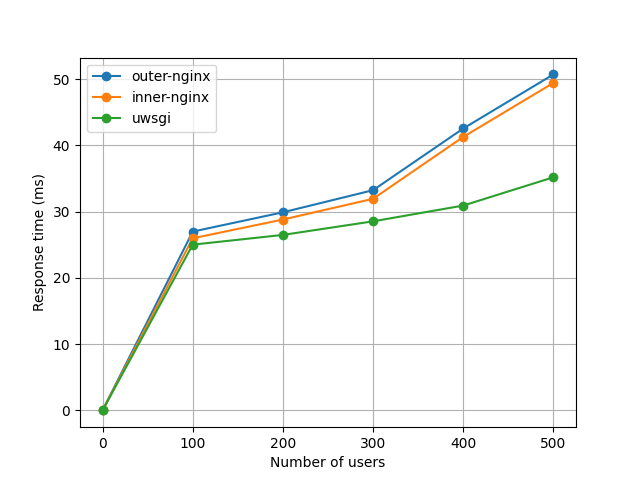 outer-nginx
inner-nginx
uwsgi
50
40
30
20
10
0
Response time (ms)
0 100 200 300 400 500
Number of users